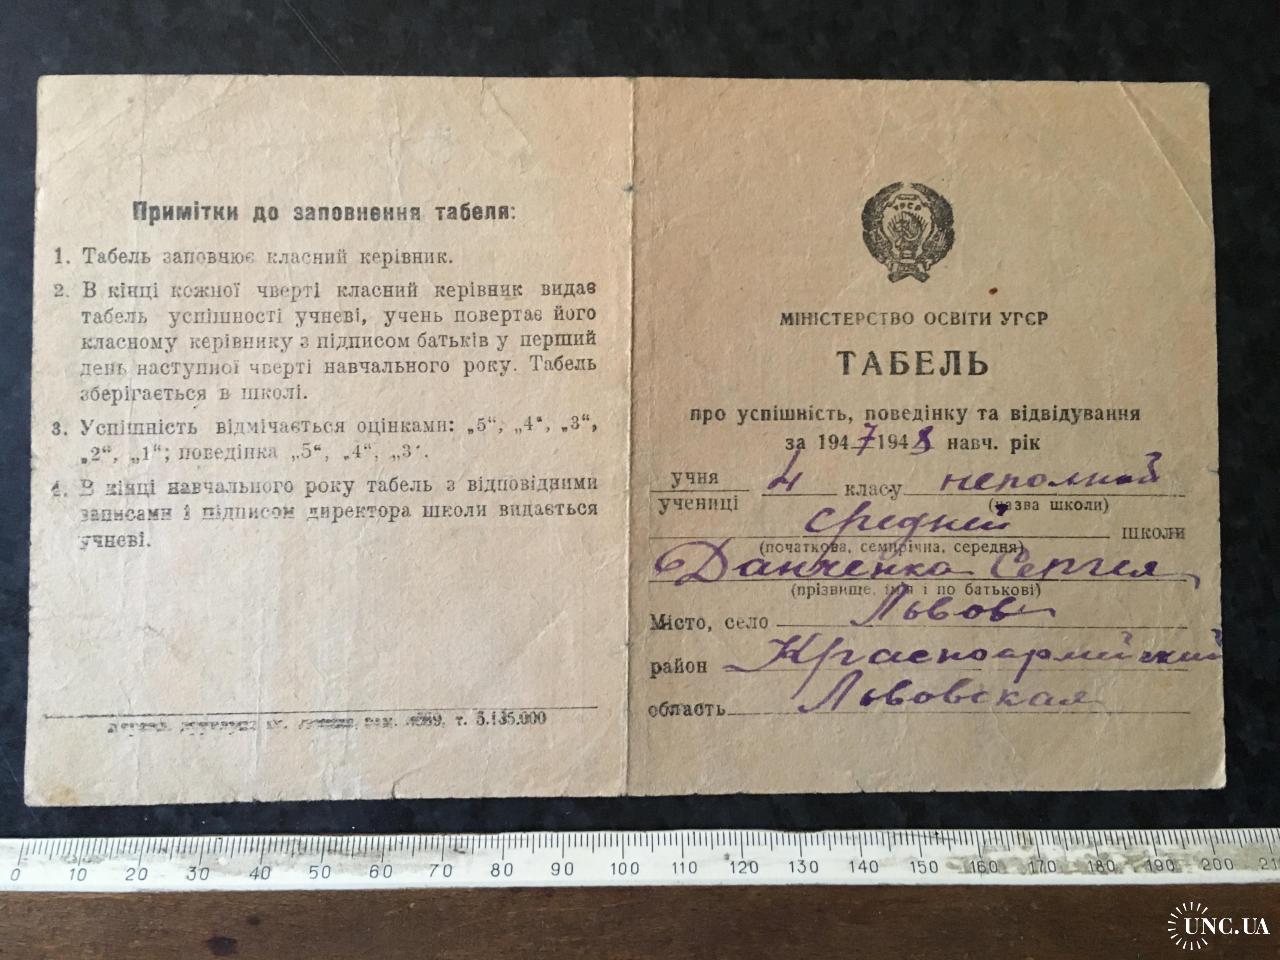 Примітки до заповнення табеля:
1. Табель заповнює класний керівник.
2. В кінці кожної чверті класний керівник видає
табель успішності учневі, учень повертає його
класному керівнику з підписом батьків у перший
день наступної чверті навчального року. Табель
зберігається в школі.
3. Успішність відмічається оцінками: „5“, „4“, „3“,
„2“, „1“; поведінка „5“, „4“, „3“.
4. В кінці навчального року табель з відповідними
записами і підписом директора школи видається
учневі.
т. 3.135.000
УРСР
МІНІСТЕРСТВО ОСВІТИ УРСР
ТАБЕЛЬ
про успішність, поведінку та відвідування
за 1947 1948 навч. рік
учня
учениці
4 класу неполной
(назва школи)
средней школи
(початкова, семирічна, середня)
Данченко Сергея
(прізвище, імя і по батькові)
Місто, село Львов
район Красноармейский
область Львовская
0 10 20 30 40 50 60 70 80 90 100 110 120 130 140 150 160 170 180 190 200 210
UNC.UA